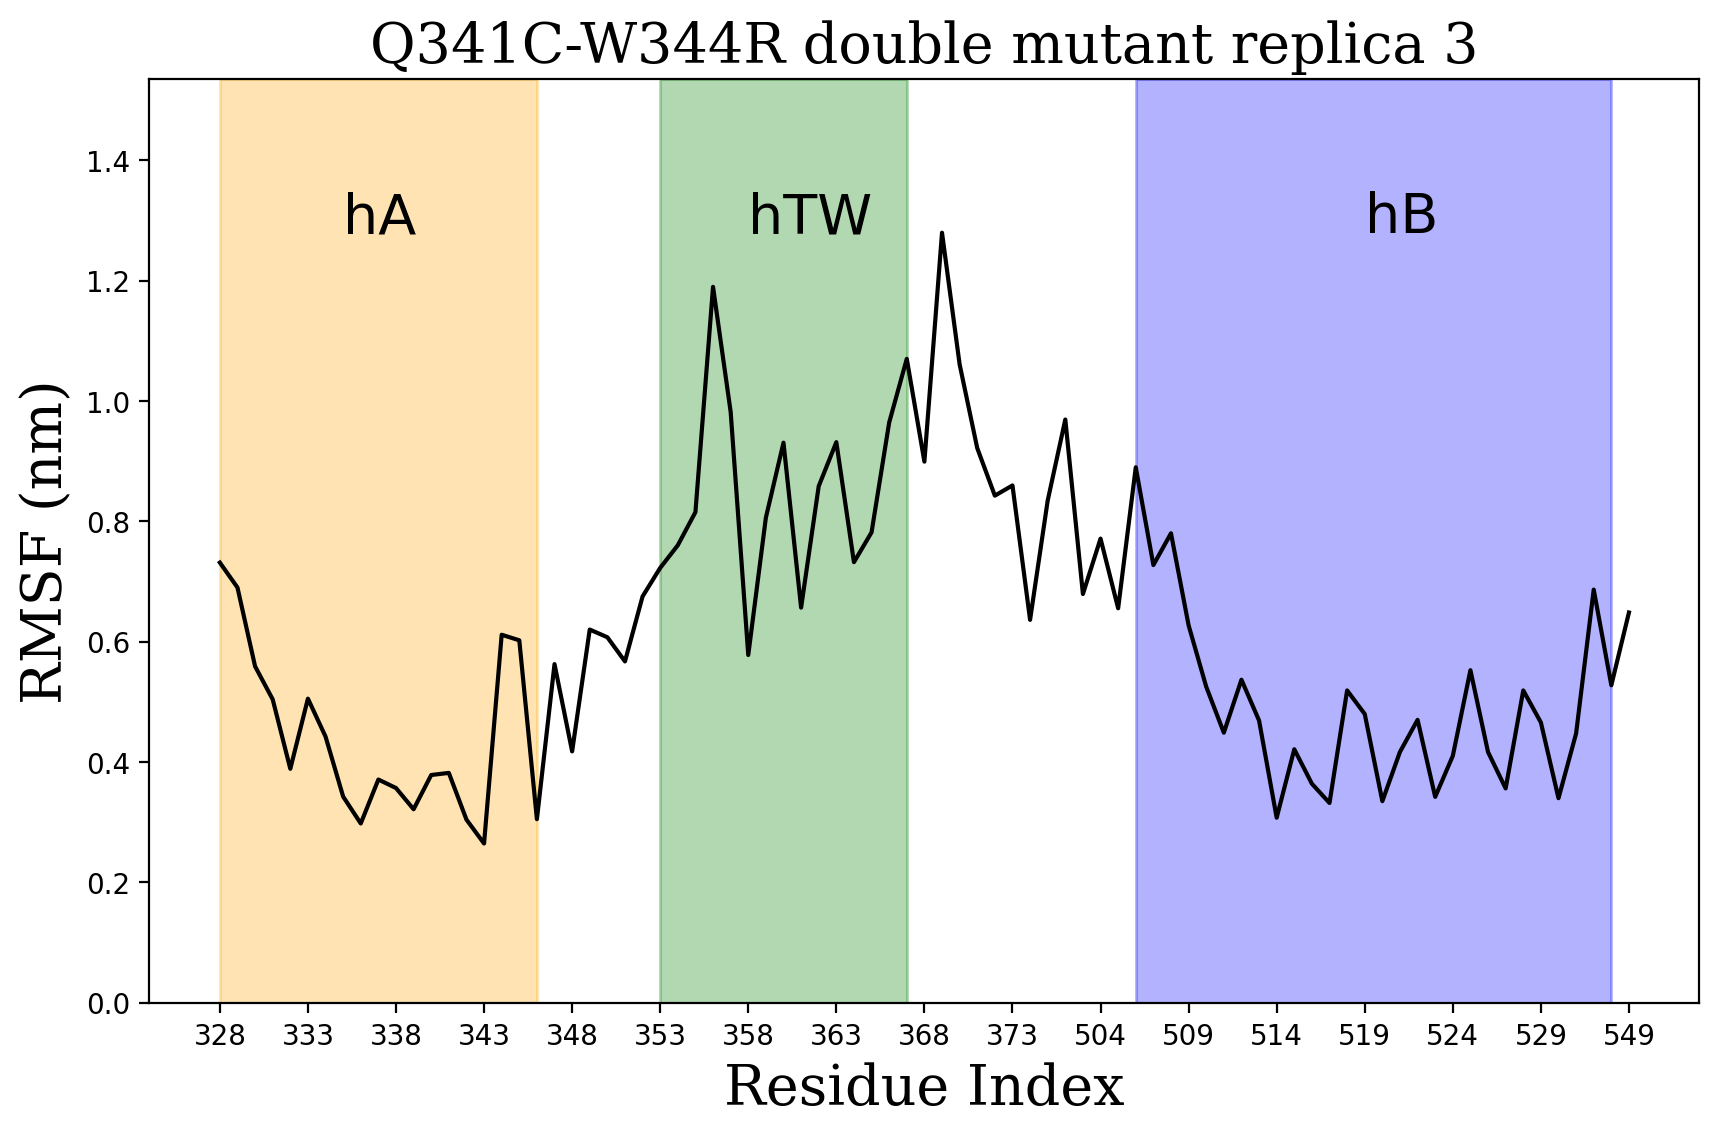 Q341C-W344R double mutant replica 3
hA
hTW
hB
RMSF (nm)
1.4
1.2
1.0
0.8
0.6
0.4
0.2
0.0
328 333 338 343 348 353 358 363 368 373 504 509 514 519 524 529 549
Residue Index